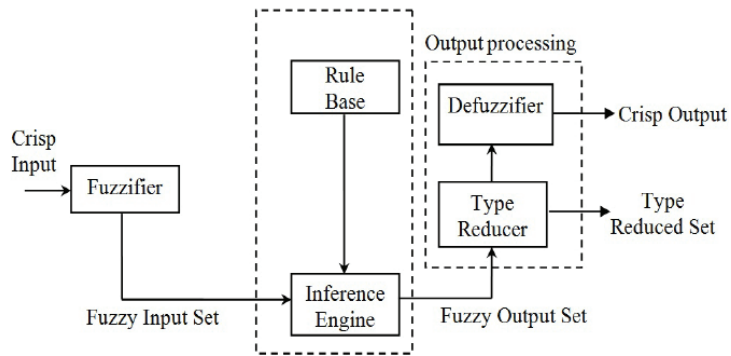 Output processing
Rule
Base
Defuzzifier
Crisp Output
Crisp
Input
Fuzzifier
Type
Reducer
Type
Reduced Set
Inference
Engine
Fuzzy Input Set
Fuzzy Output Set